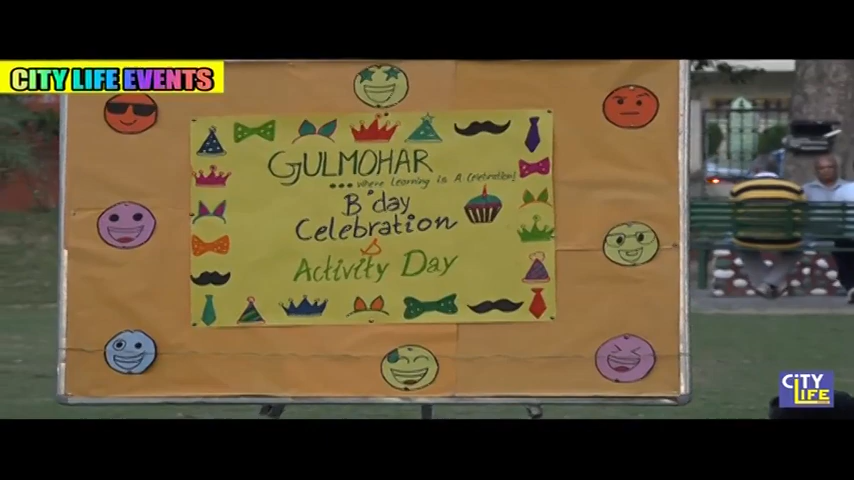 CITY LIFE EVENTS
GULMOHAR
...where Learning is A Celebration!
B'day
Celebration
&
Activity Day
CITY
LIFE